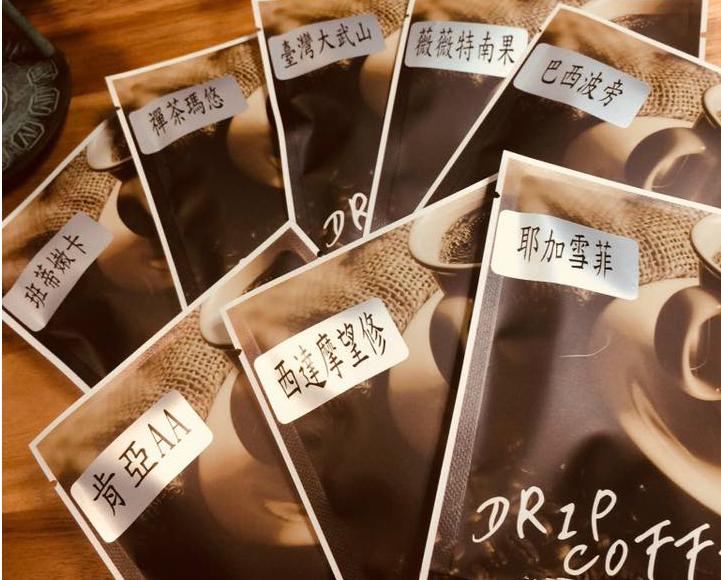 臺灣大武山
薇薇特南果
巴西波旁
禪茶瑪悠
班蒂嫩卡
耶加雪菲
西達摩望修
肯亞AA
DR
DRIP
COFF